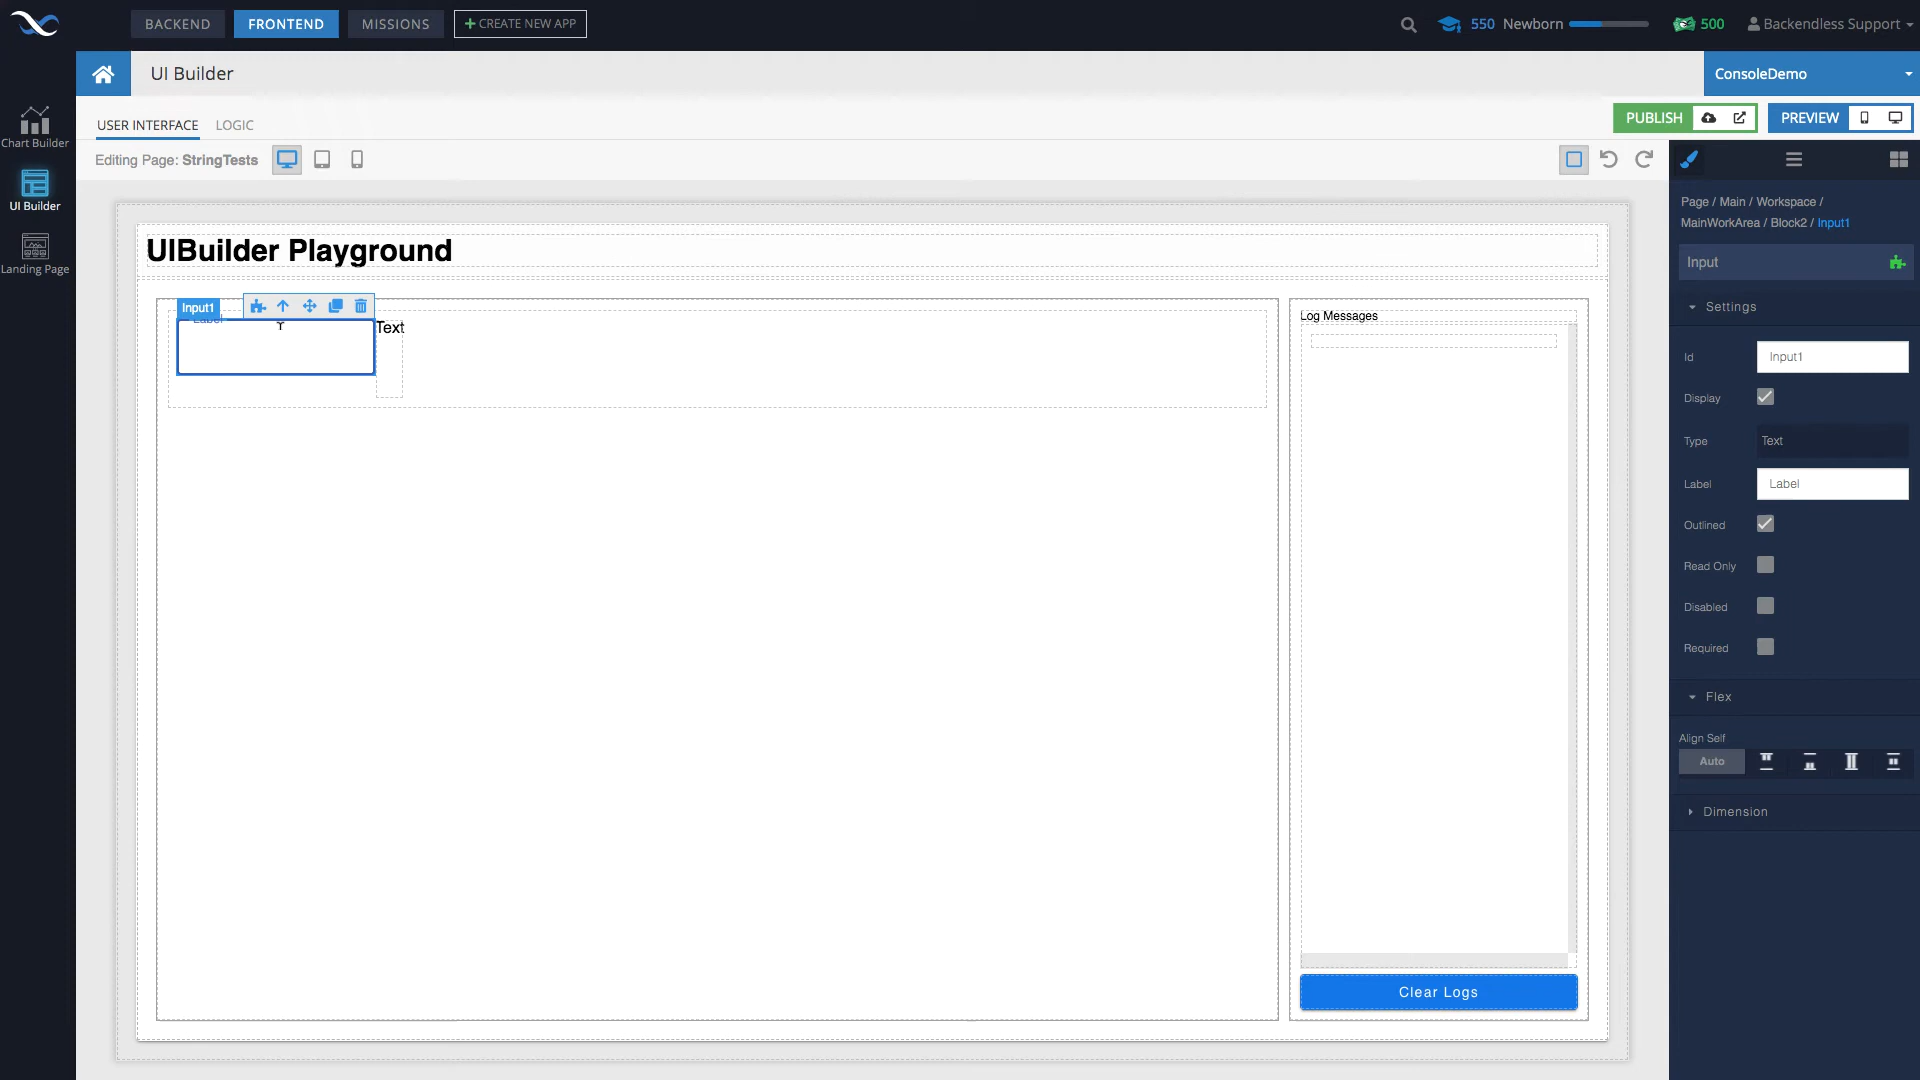 BACKEND FRONTEND MISSIONS + CREATE NEW APP 550 Newborn 500 Backendless Support
UI Builder ConsoleDemo
Chart Builder
UI Builder
Landing Page
USER INTERFACE LOGIC PUBLISH PREVIEW
Editing Page: StringTests
UIBuilder Playground
Input1
Label
Text
Log Messages
Clear Logs
Page / Main / Workspace /
MainWorkArea / Block2 / Input1
Input
Settings
Id Input1
Display
Type Text
Label Label
Outlined
Read Only
Disabled
Required
Flex
Align Self
Auto
Dimension